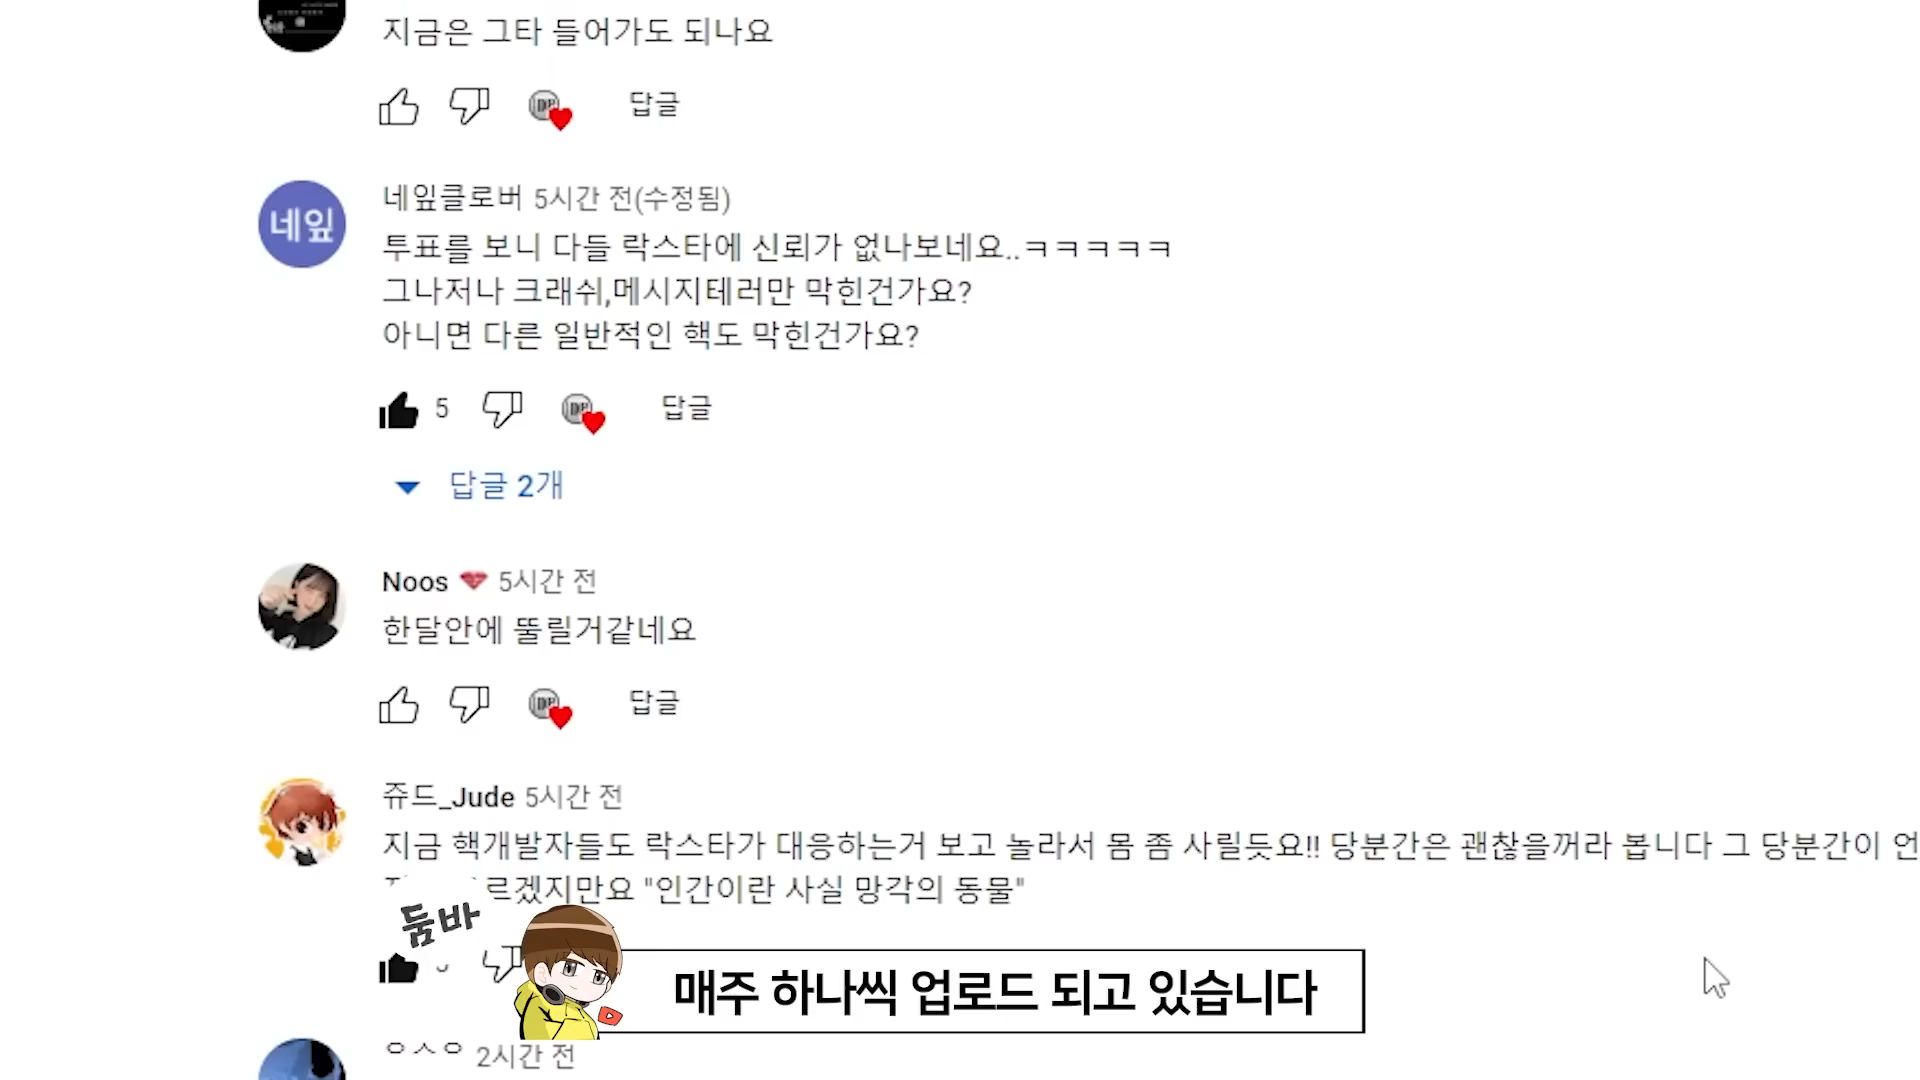 지금은 그타 들어가도 되나요
답글
네잎
네잎클로버 5시간 전(수정됨)
투표를 보니 다들 락스타에 신뢰가 없나보네요..ㅋㅋㅋㅋㅋ
그나저나 크래쉬,메시지테러만 막힌건가요?
아니면 다른 일반적인 핵도 막힌건가요?
5
답글
답글 2개
Noos 5시간 전
한달안에 뚫릴거같네요
답글
쥬드_Jude 5시간 전
지금 핵개발자들도 락스타가 대응하는거 보고 놀라서 몸 좀 사릴듯요!! 당분간은 괜찮을꺼라 봅니다 그 당분간이 언
르겠지만요 "인간이란 사실 망각의 동물"
둠바
매주 하나씩 업로드 되고 있습니다
ㅇㅅㅇ 2시간 전